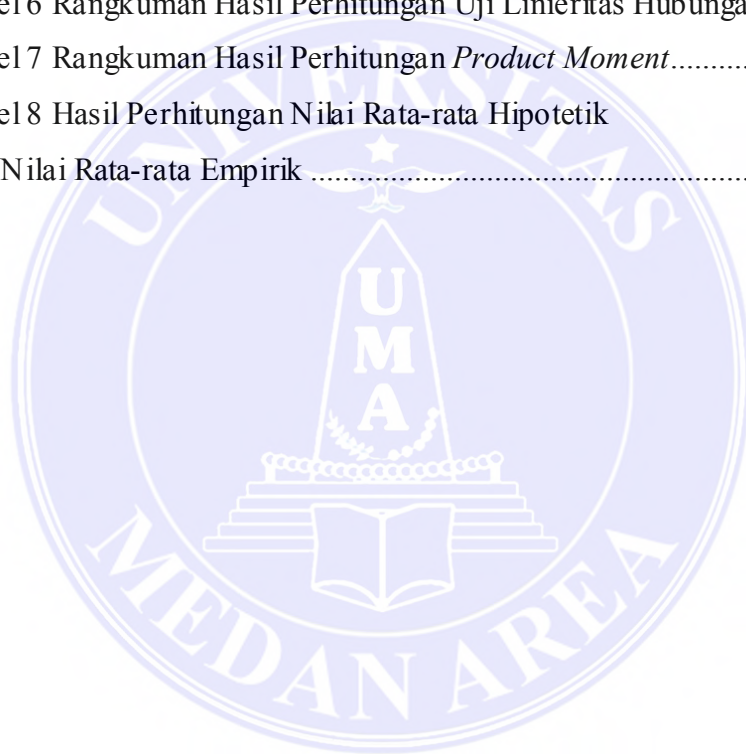 el 6 Rangkuman Hasil Perhitungan Uji Linieritas Hubunga
el 7 Rangkuman Hasil Perhitungan Product Moment..........
el 8 Hasil Perhitungan Nilai Rata-rata Hipotetik
Nilai Rata-rata Empirik ..........................................................
UNIVERSITAS
UMA
MEDAN AREA